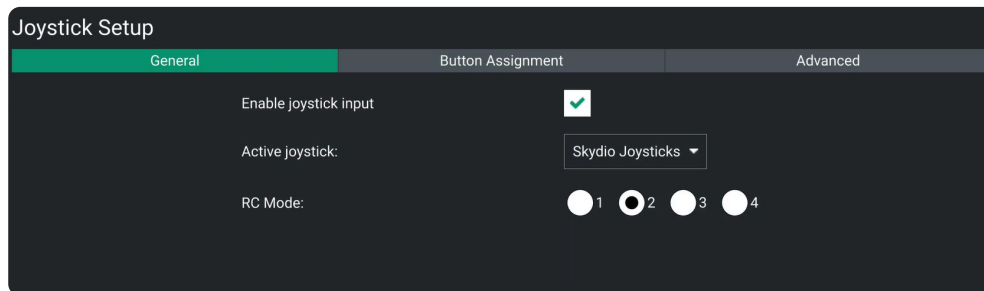 Joystick Setup
General Button Assignment Advanced
Enable joystick input
Active joystick: Skydio Joysticks
RC Mode: 1 2 3 4